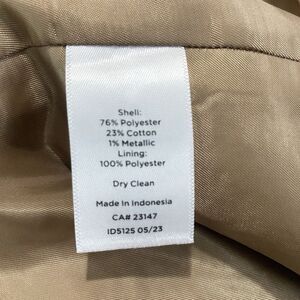 Shell:
76% Polyester
23% Cotton
1% Metallic
Lining:
100% Polyester
Dry Clean
Made in Indonesia
CA# 23147
ID5125 05/23